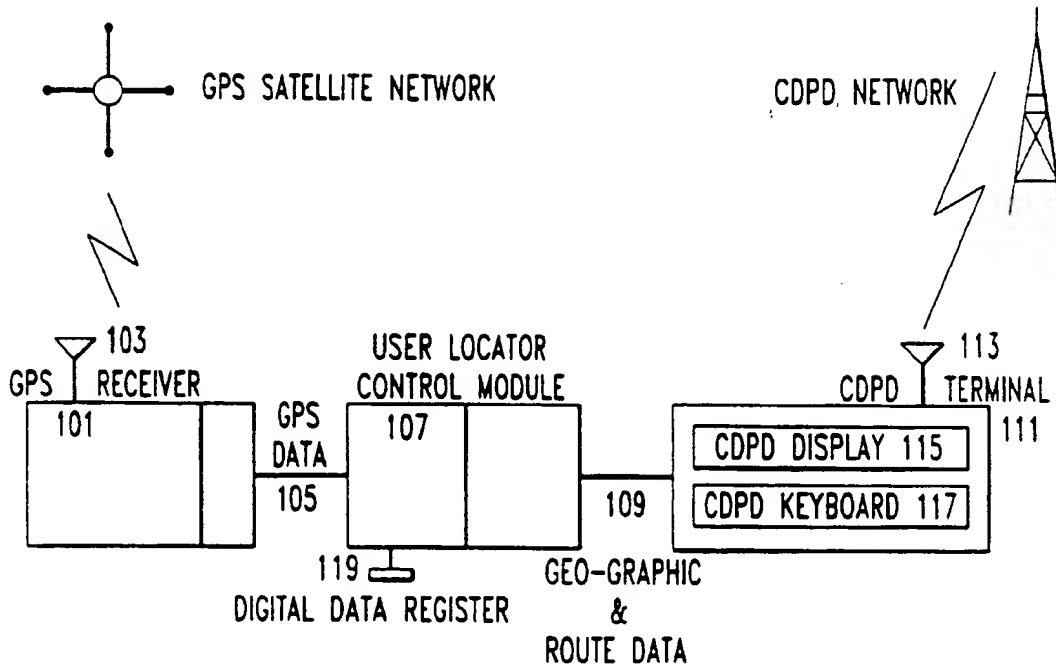 GPS SATELLITE NETWORK
CDPD NETWORK
103
GPS RECEIVER
101
GPS
DATA
105
USER LOCATOR
CONTROL MODULE
107
119
DIGITAL DATA REGISTER
109
GEO-GRAPHIC
&
ROUTE DATA
113
CDPD TERMINAL
111
CDPD DISPLAY 115
CDPD KEYBOARD 117